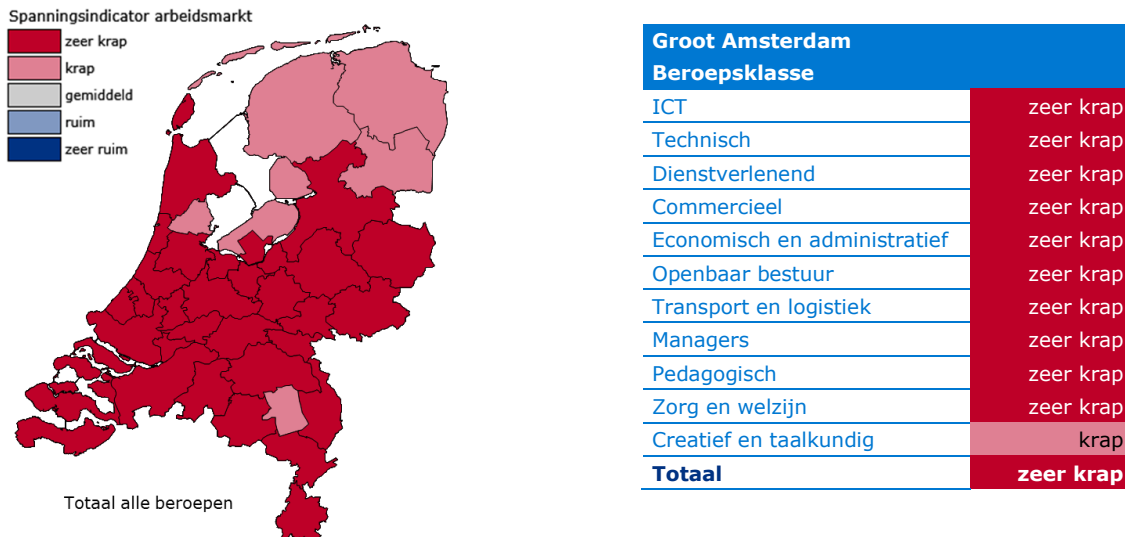 Spanningsindicator arbeidsmarkt
zeer krap
krap
gemiddeld
ruim
zeer ruim
Totaal alle beroepen
Groot Amsterdam
Beroepsklasse
ICT zeer krap
Technisch zeer krap
Dienstverlenend zeer krap
Commercieel zeer krap
Economisch en administratief zeer krap
Openbaar bestuur zeer krap
Transport en logistiek zeer krap
Managers zeer krap
Pedagogisch zeer krap
Zorg en welzijn zeer krap
Creatief en taalkundig krap
Totaal zeer krap